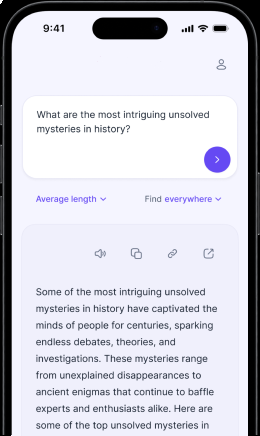 9:41
What are the most intriguing unsolved
mysteries in history?
Average length
Find everywhere
Some of the most intriguing unsolved
mysteries in history have captivated the
minds of people for centuries, sparking
endless debates, theories, and
investigations. These mysteries range
from unexplained disappearances to
ancient enigmas that continue to baffle
experts and enthusiasts alike. Here are
some of the top unsolved mysteries in